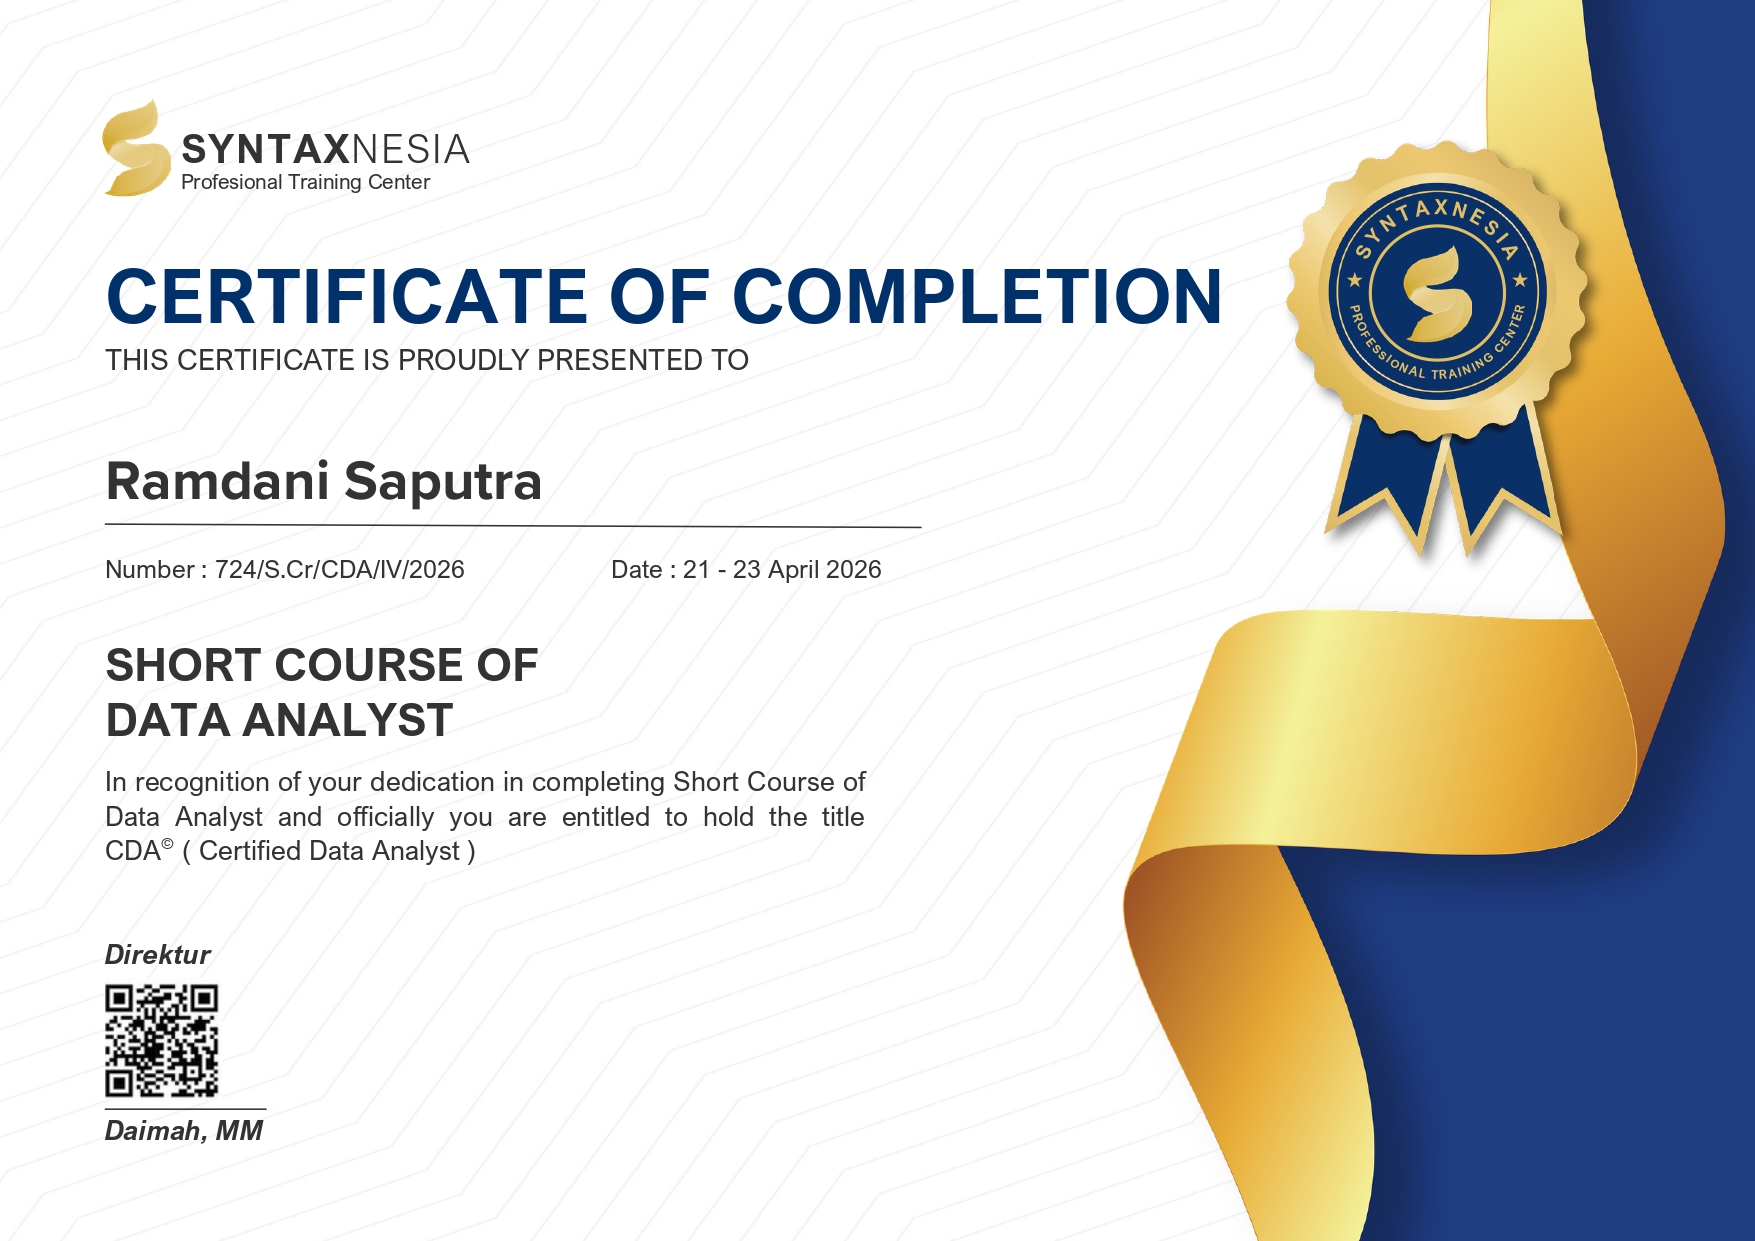 SYNTAXNESIA
Profesional Training Center
CERTIFICATE OF COMPLETION
THIS CERTIFICATE IS PROUDLY PRESENTED TO
SYNTAXNESIA
PROFESSIONAL TRAINING CENTER
Ramdani Saputra
Number : 724/S.Cr/CDA/IV/2026
Date : 21 - 23 April 2026
SHORT COURSE OF
DATA ANALYST
In recognition of your dedication in completing Short Course of
Data Analyst and officially you are entitled to hold the title
CDA© ( Certified Data Analyst )
Direktur
Daimah, MM